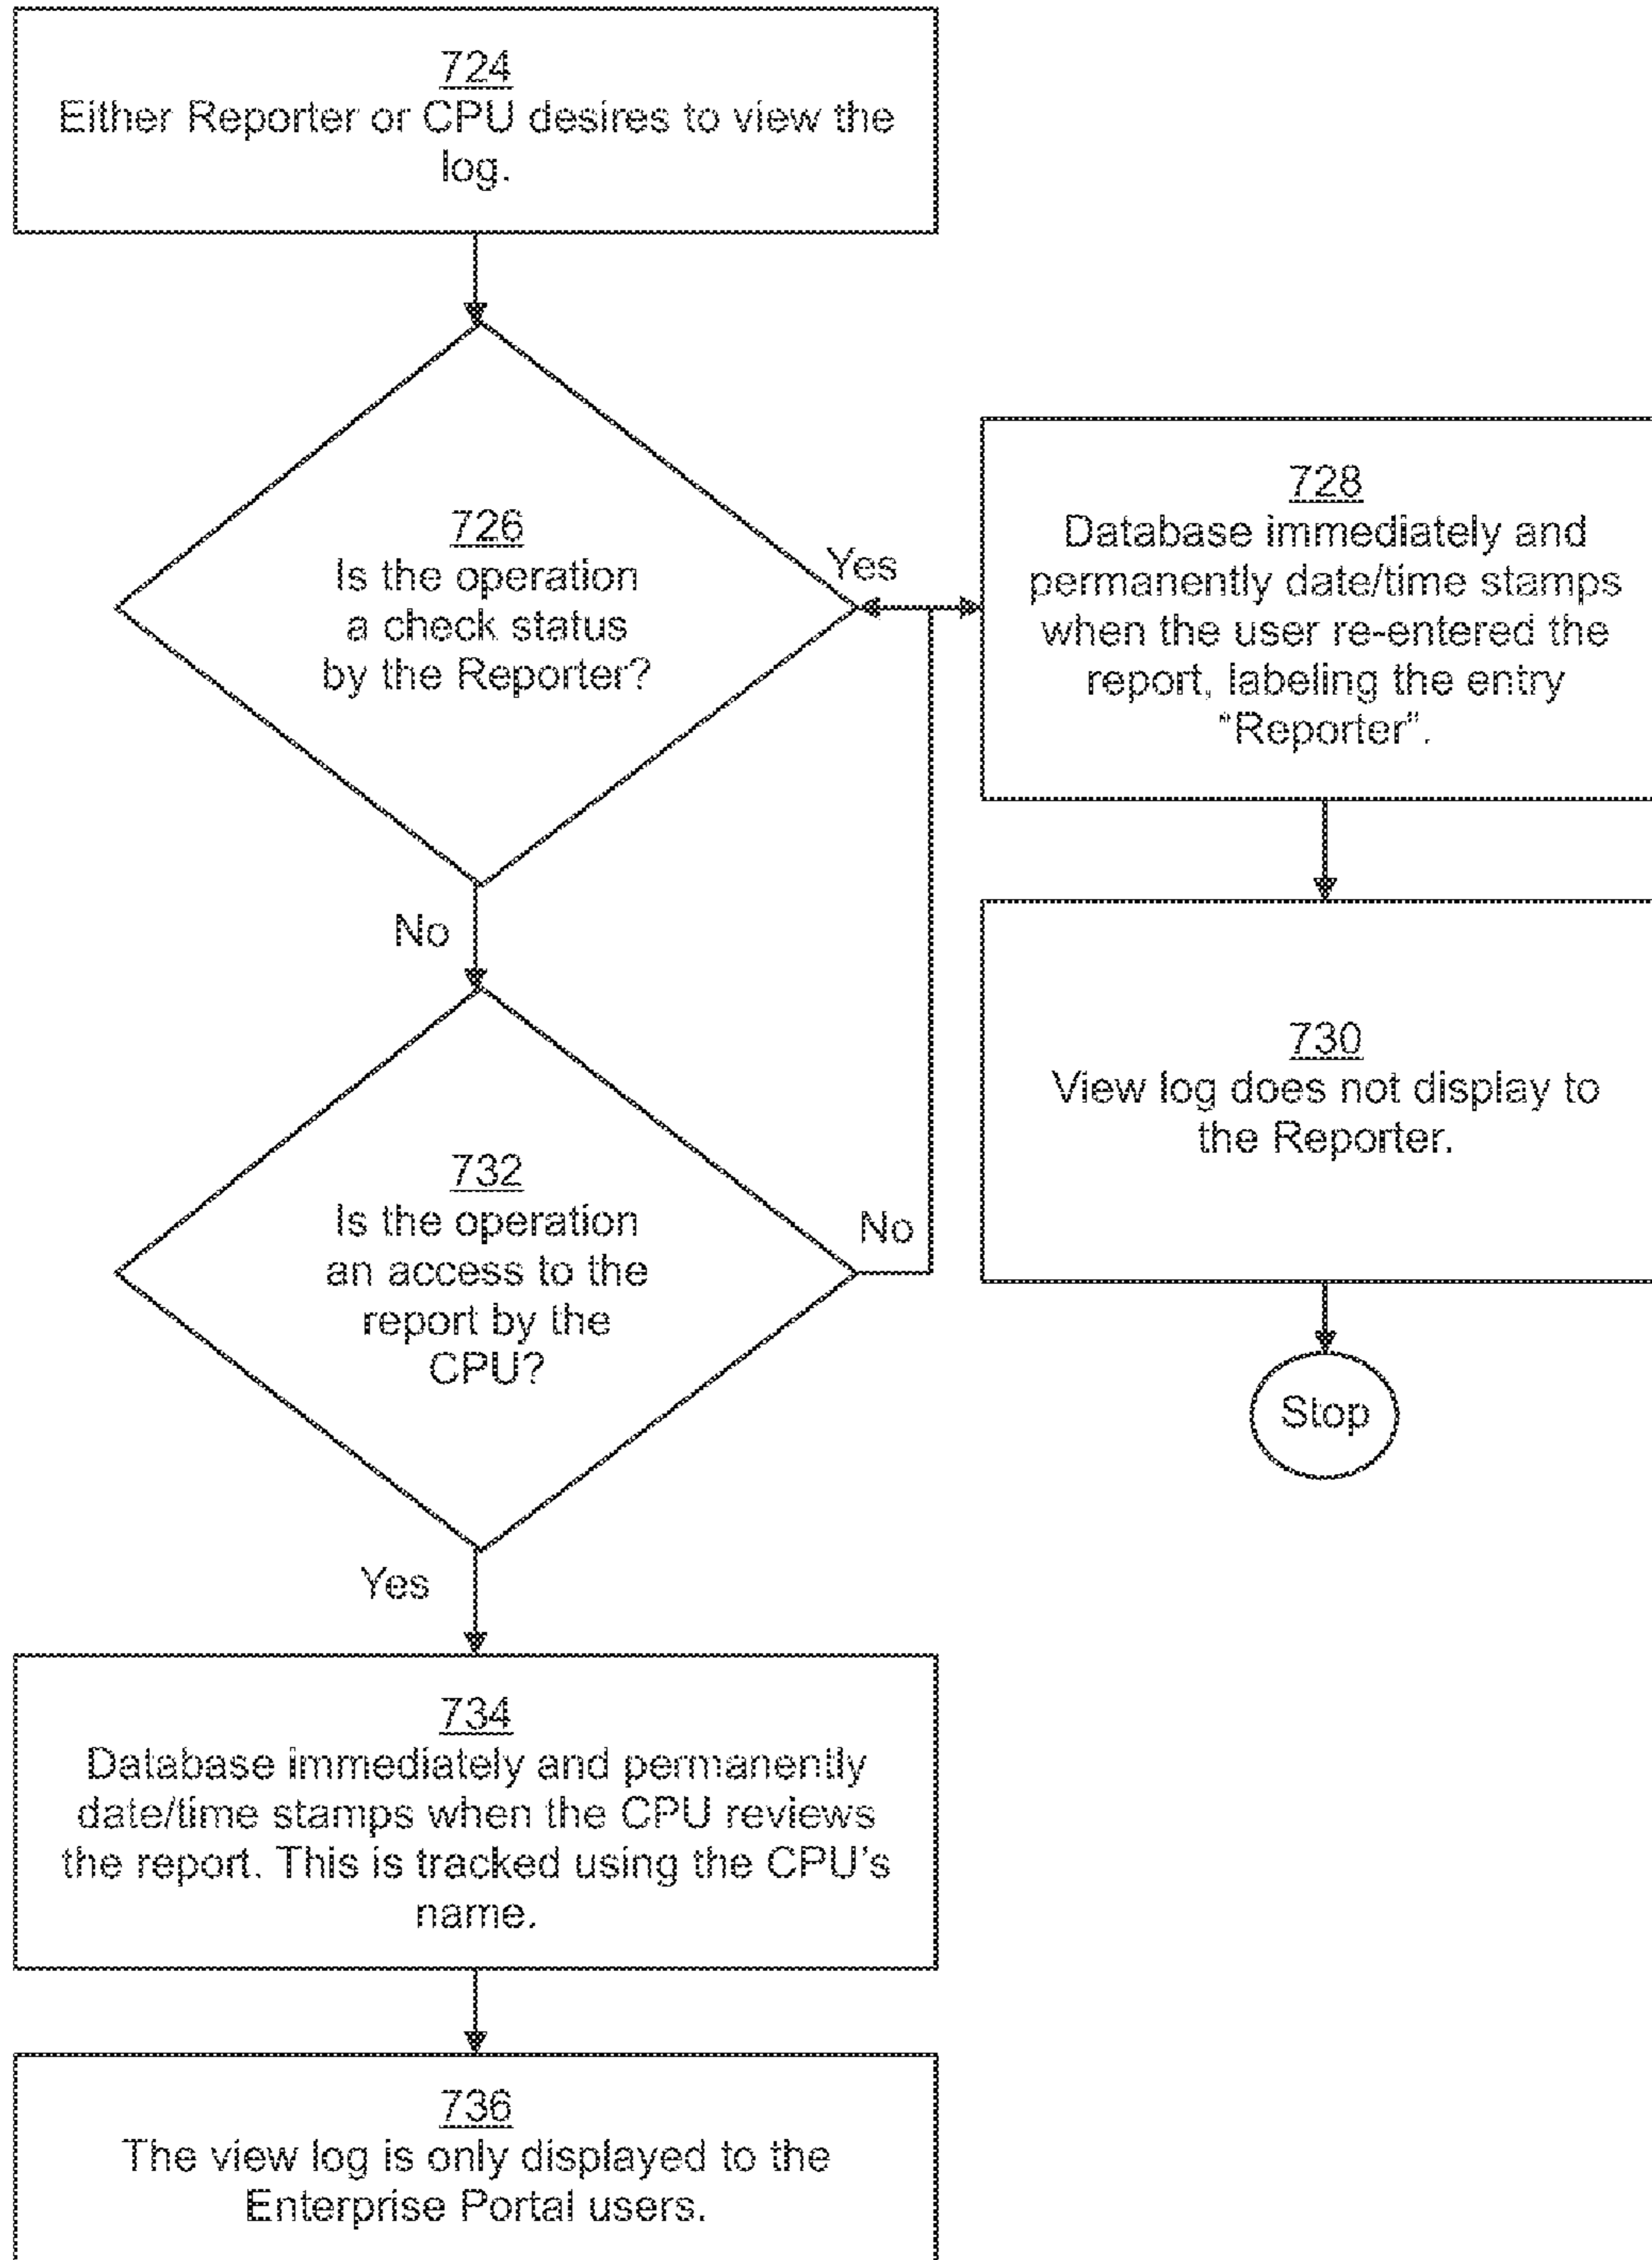 724
Either Reporter or CPU desires to view the
log.
726
Is the operation
a check status
by the Reporter?
Yes
728
Database immediately and
permanently date/time stamps
when the user re-entered the
report, labeling the entry
“Reporter”.
No
730
View log does not display to
the Reporter.
732
Is the operation
an access to the
report by the
CPU?
No
Stop
Yes
734
Database immediately and permanently
date/time stamps when the CPU reviews
the report. This is tracked using the CPU’s
name.
736
The view log is only displayed to the
Enterprise Portal users.